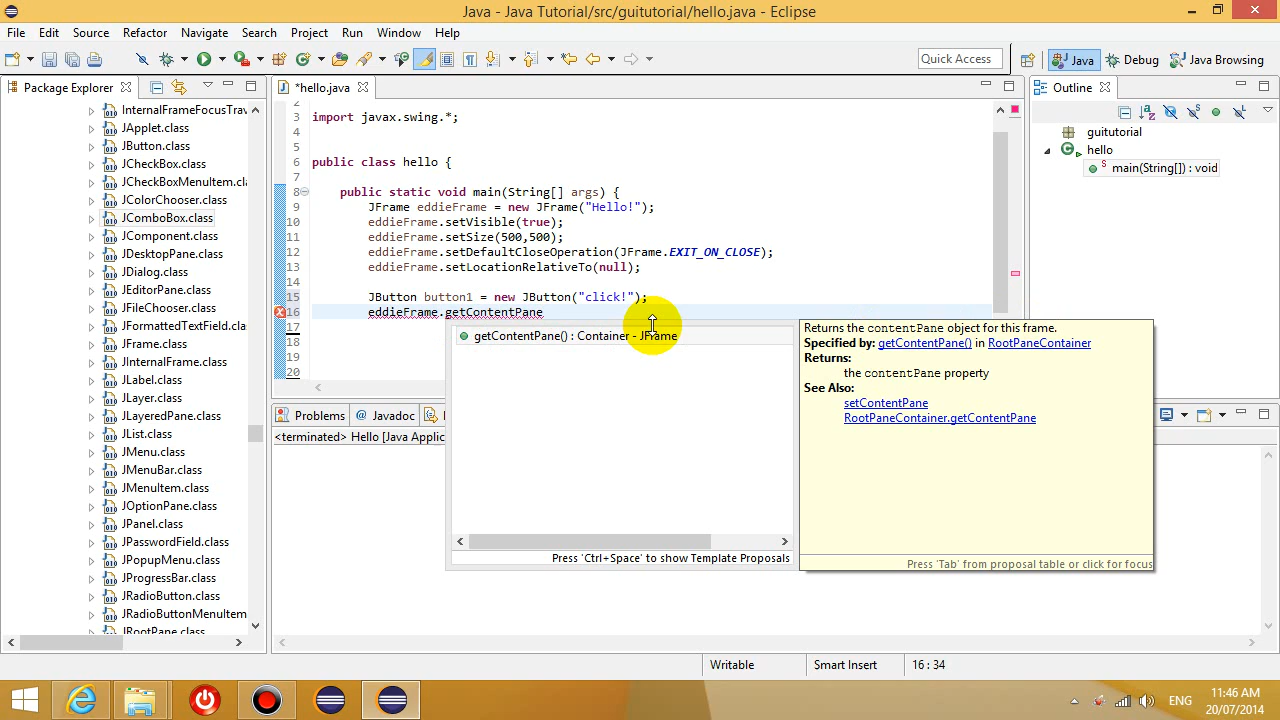 Java - Java Tutorial/src/guitutorial/hello.java - Eclipse
File Edit Source Refactor Navigate Search Project Run Window Help
Quick Access
Java
Debug
Java Browsing
Package Explorer
InternalFrameFocusTrav
JApplet.class
JButton.class
JCheckBox.class
JCheckBoxMenuItem.cl
JColorChooser.class
JComboBox.class
JComponent.class
JDesktopPane.class
JDialog.class
JEditorPane.class
JFileChooser.class
JFormattedTextField.class
JFrame.class
JInternalFrame.class
JLabel.class
JLayer.class
JLayeredPane.class
JList.class
JMenu.class
JMenuBar.class
JMenuItem.class
JOptionPane.class
JPanel.class
JPasswordField.class
JPopupMenu.class
JProgressBar.class
JRadioButton.class
JRadioButtonMenuItem
JRootPane.class
*hello.java
2
3 import javax.swing.*;
4
5
6 public class hello {
7
8 public static void main(String[] args) {
9 JFrame eddieFrame = new JFrame("Hello!");
10 eddieFrame.setVisible(true);
11 eddieFrame.setSize(500,500);
12 eddieFrame.setDefaultCloseOperation(JFrame.EXIT_ON_CLOSE);
13 eddieFrame.setLocationRelativeTo(null);
14
15 JButton button1 = new JButton("click!");
16 eddieFrame.getContentPane
17
18
19
20
getContentPane() : Container - JFrame
Press 'Ctrl+Space' to show Template Proposals
Returns the contentPane object for this frame.
Specified by: getContentPane() in RootPaneContainer
Returns:
the contentPane property
See Also:
setContentPane
RootPaneContainer.getContentPane
Press 'Tab' from proposal table or click for focus
Problems
Javadoc
<terminated> Hello [Java Applic
Outline
guitutorial
hello
main(String[]) : void
Writable
Smart Insert
16 : 34
ENG
11:46 AM
20/07/2014